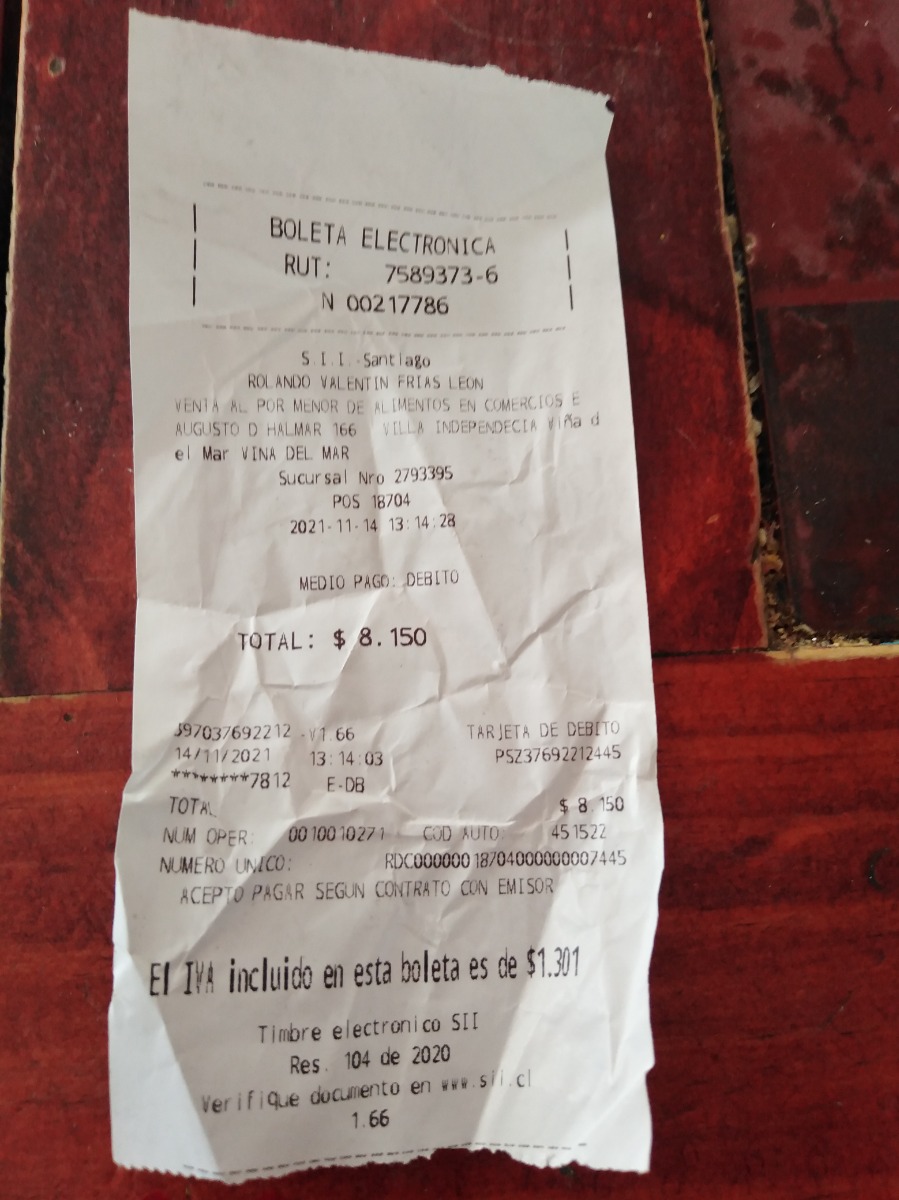 BOLETA ELECTRONICA
RUT: 7589373-6
N 00217786
S.I.I.-Santiago
ROLANDO VALENTIN FRIAS LEON
VENTA AL POR MENOR DE ALIMENTOS EN COMERCIOS E
AUGUSTO D HALMAR 166 VILLA INDEPENDECIA Viña d
el Mar VINA DEL MAR
Sucursal Nro 2793395
POS 18704
2021-11-14 13:14:28
MEDIO PAGO: DEBITO
TOTAL: $ 8.150
597037692212 -V1.66 TARJETA DE DEBITO
14/11/2021 13:14:03 PSZ37692212445
********7812 E-DB
TOTAL $ 8.150
NUM OPER: 0010010271 COD AUTO: 451522
NUMERO UNICO: RDC00000018704000000007445
ACEPTO PAGAR SEGUN CONTRATO CON EMISOR
El IVA incluido en esta boleta es de $1.301
Timbre electronico SII
Res. 104 de 2020
Verifique documento en www.sii.cl
1.66